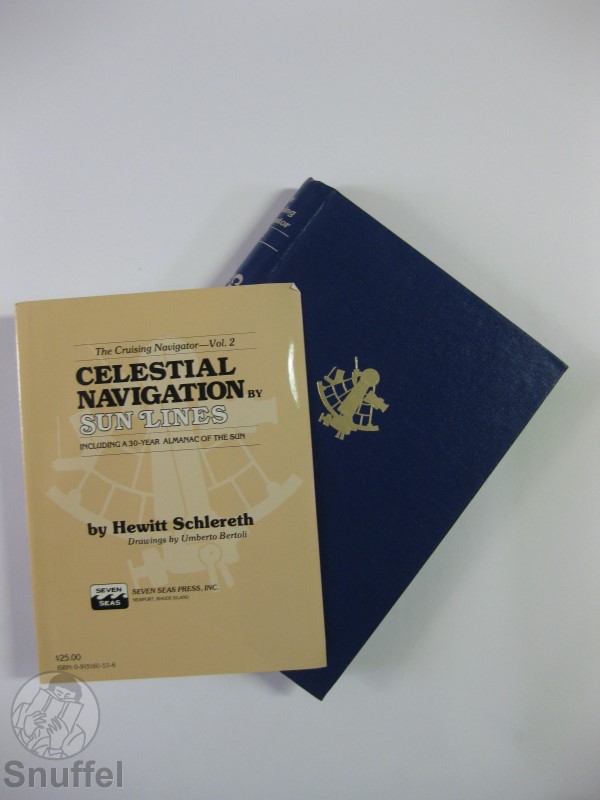 The Cruising Navigator—Vol. 2
CELESTIAL
NAVIGATION BY
SUN LINES
INCLUDING A 30-YEAR ALMANAC OF THE SUN
by Hewitt Schlereth
Drawings by Umberto Bertoli
SEVEN
SEAS
SEVEN SEAS PRESS, INC.
NEWPORT, RHODE ISLAND
$25.00
Snuffel